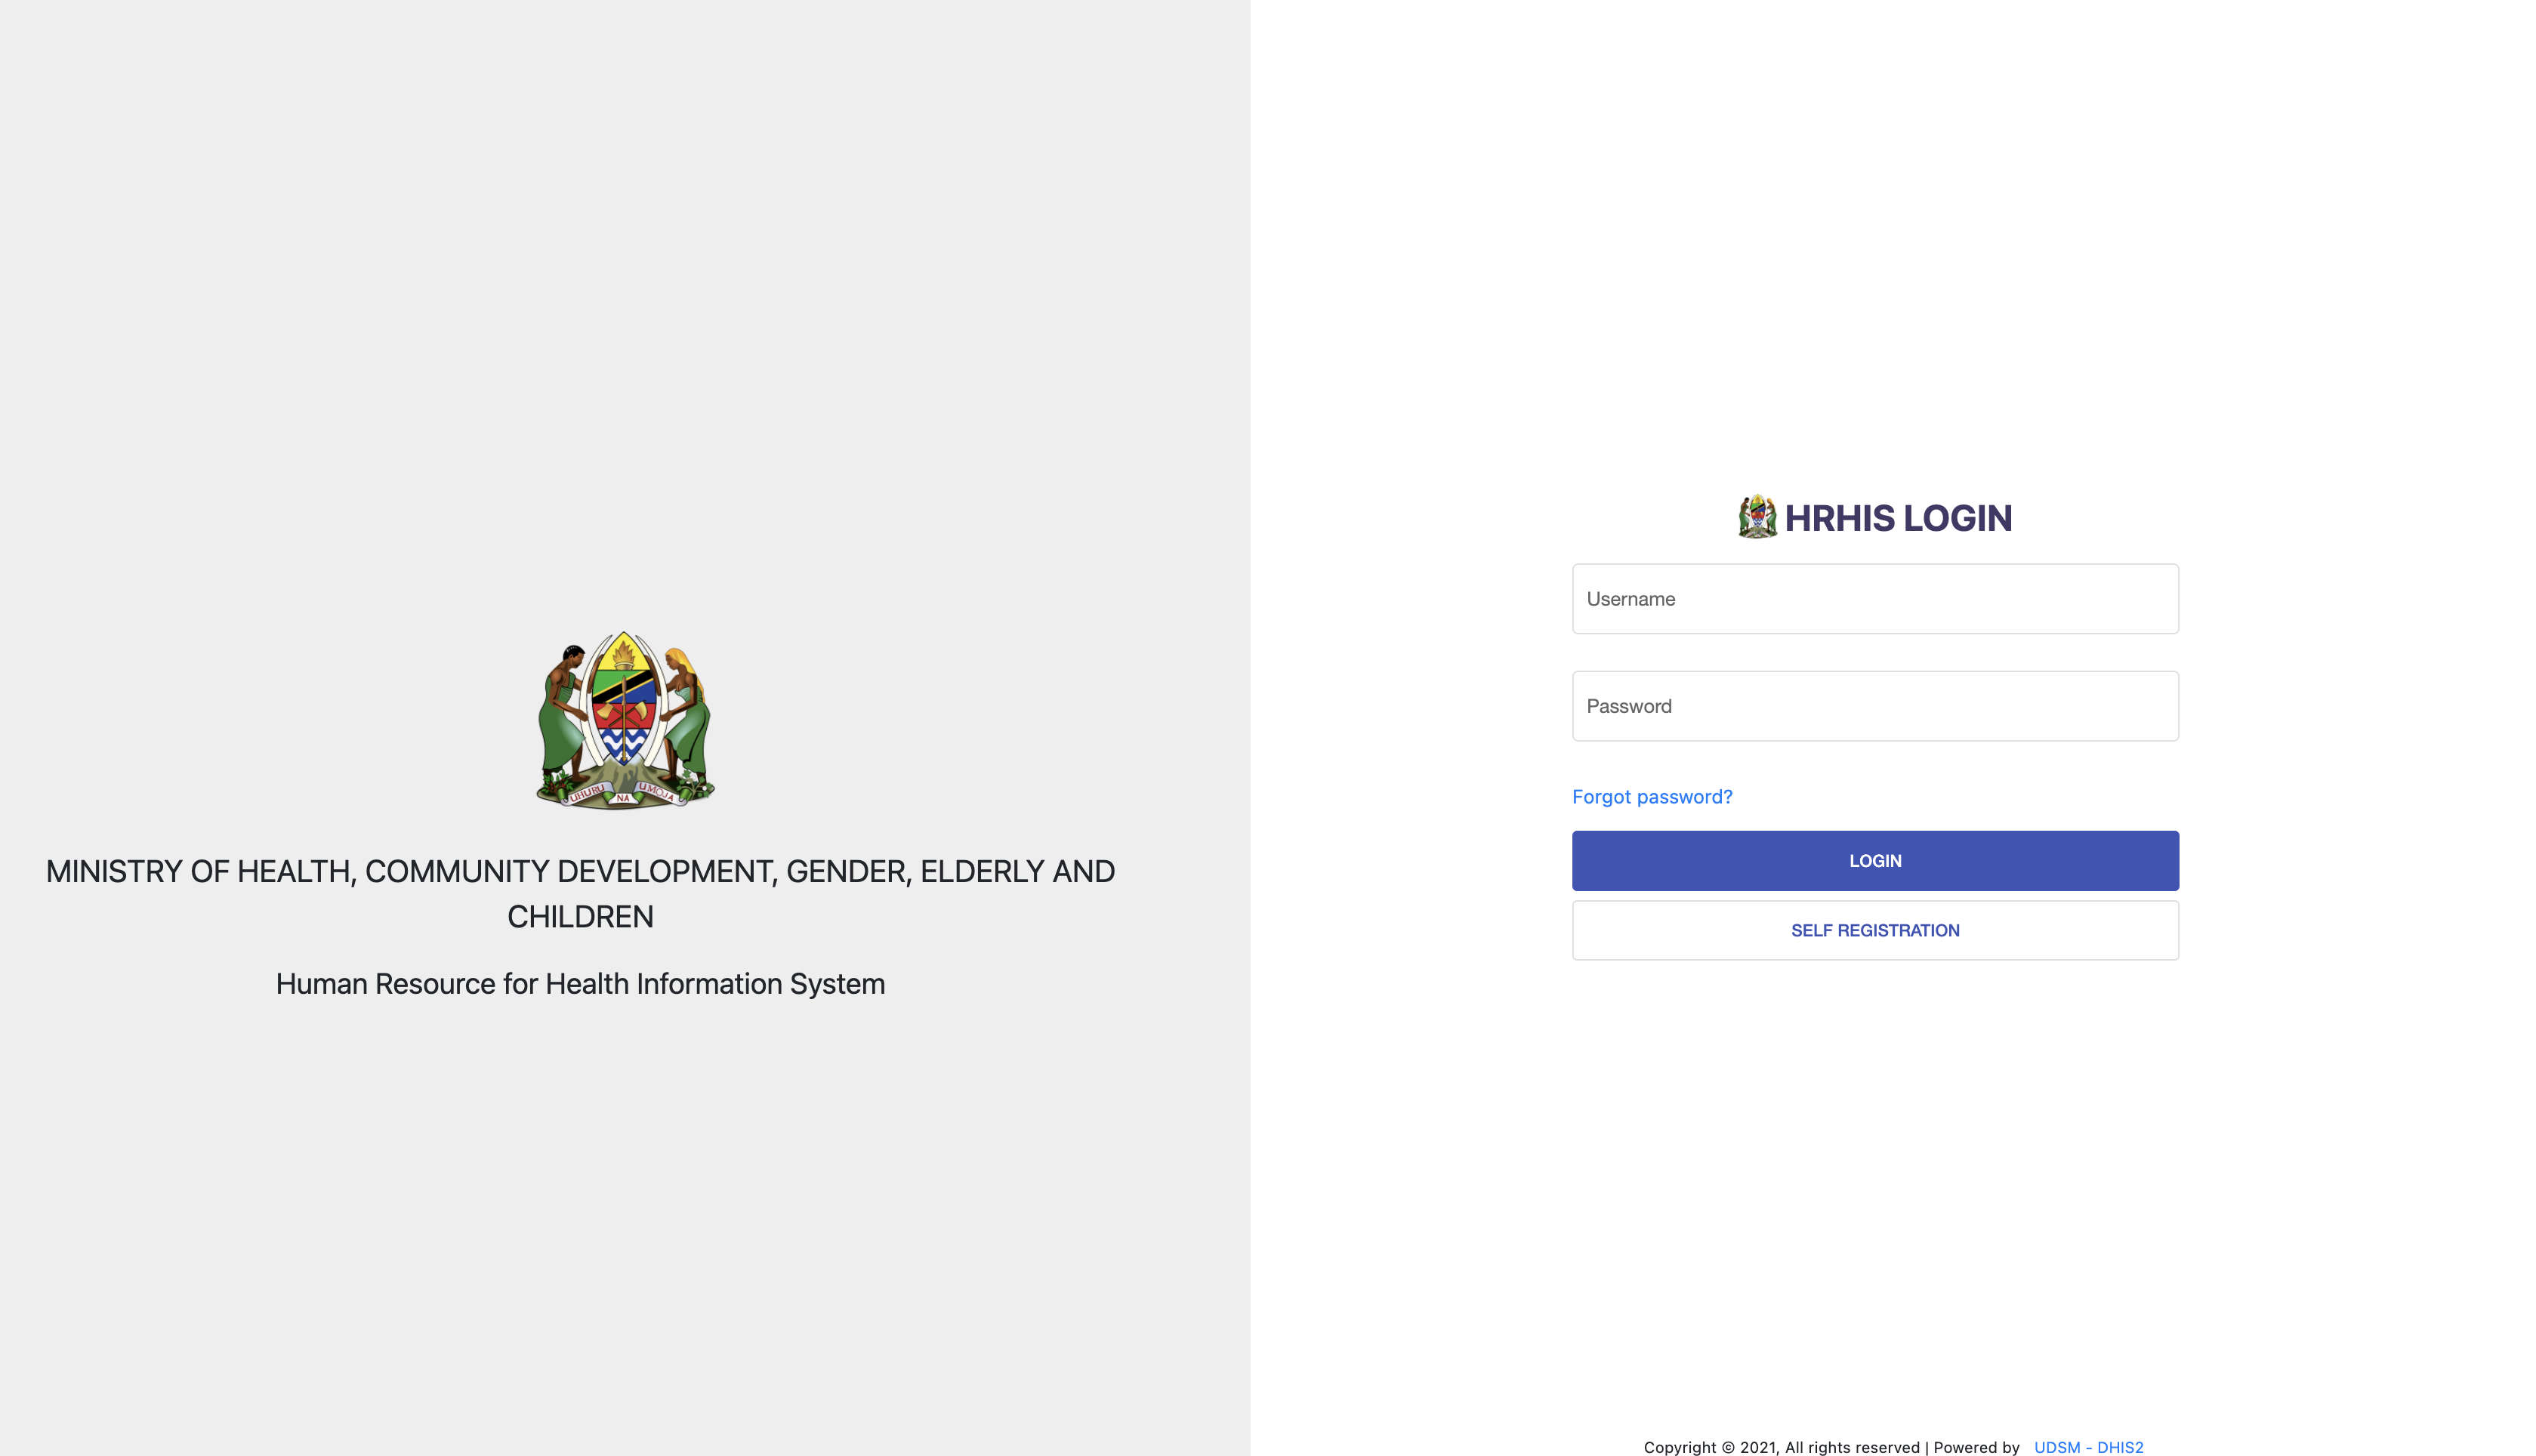 UHURU NA UMOJA
MINISTRY OF HEALTH, COMMUNITY DEVELOPMENT, GENDER, ELDERLY AND
CHILDREN
Human Resource for Health Information System
HRHIS LOGIN
Username
Password
Forgot password?
LOGIN
SELF REGISTRATION
Copyright © 2021, All rights reserved | Powered by UDSM - DHIS2